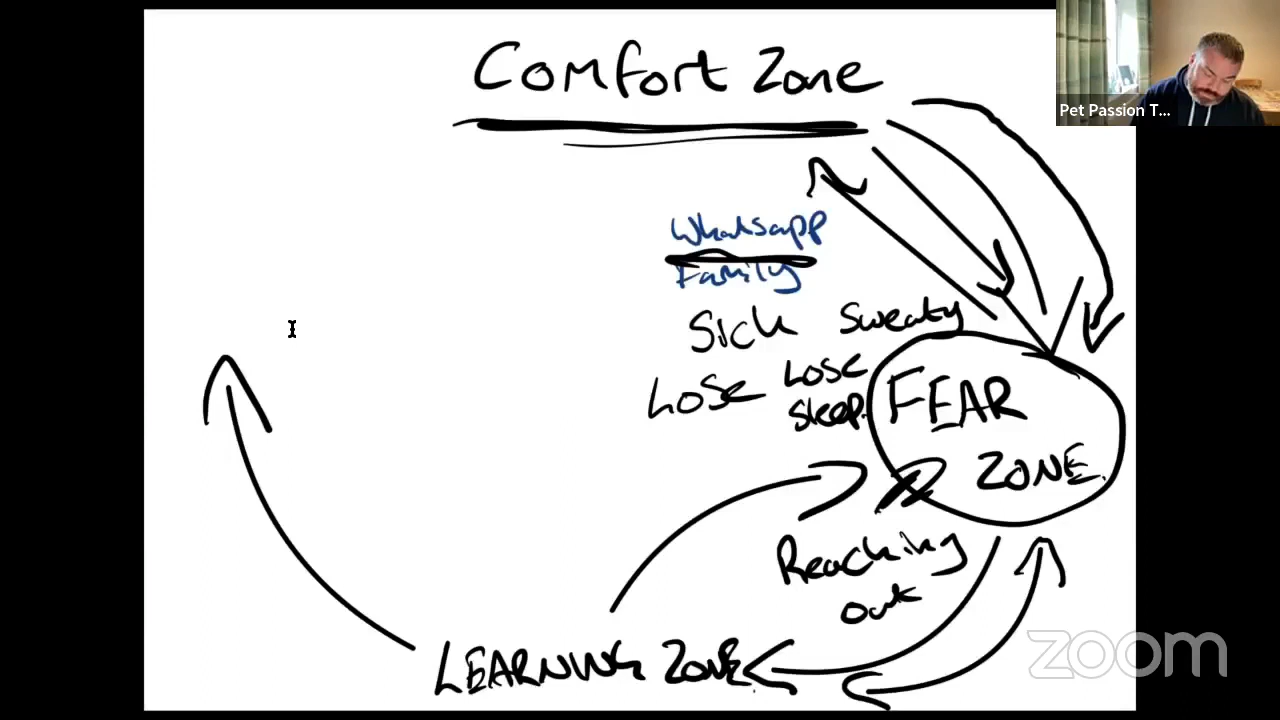 Comfort Zone
Pet Passion T...
Whatsapp
Family
Sick Sweaty
Lose Lose
sleep.
FEAR
ZONE.
Reaching
out
LEARNING ZONE.
zoom